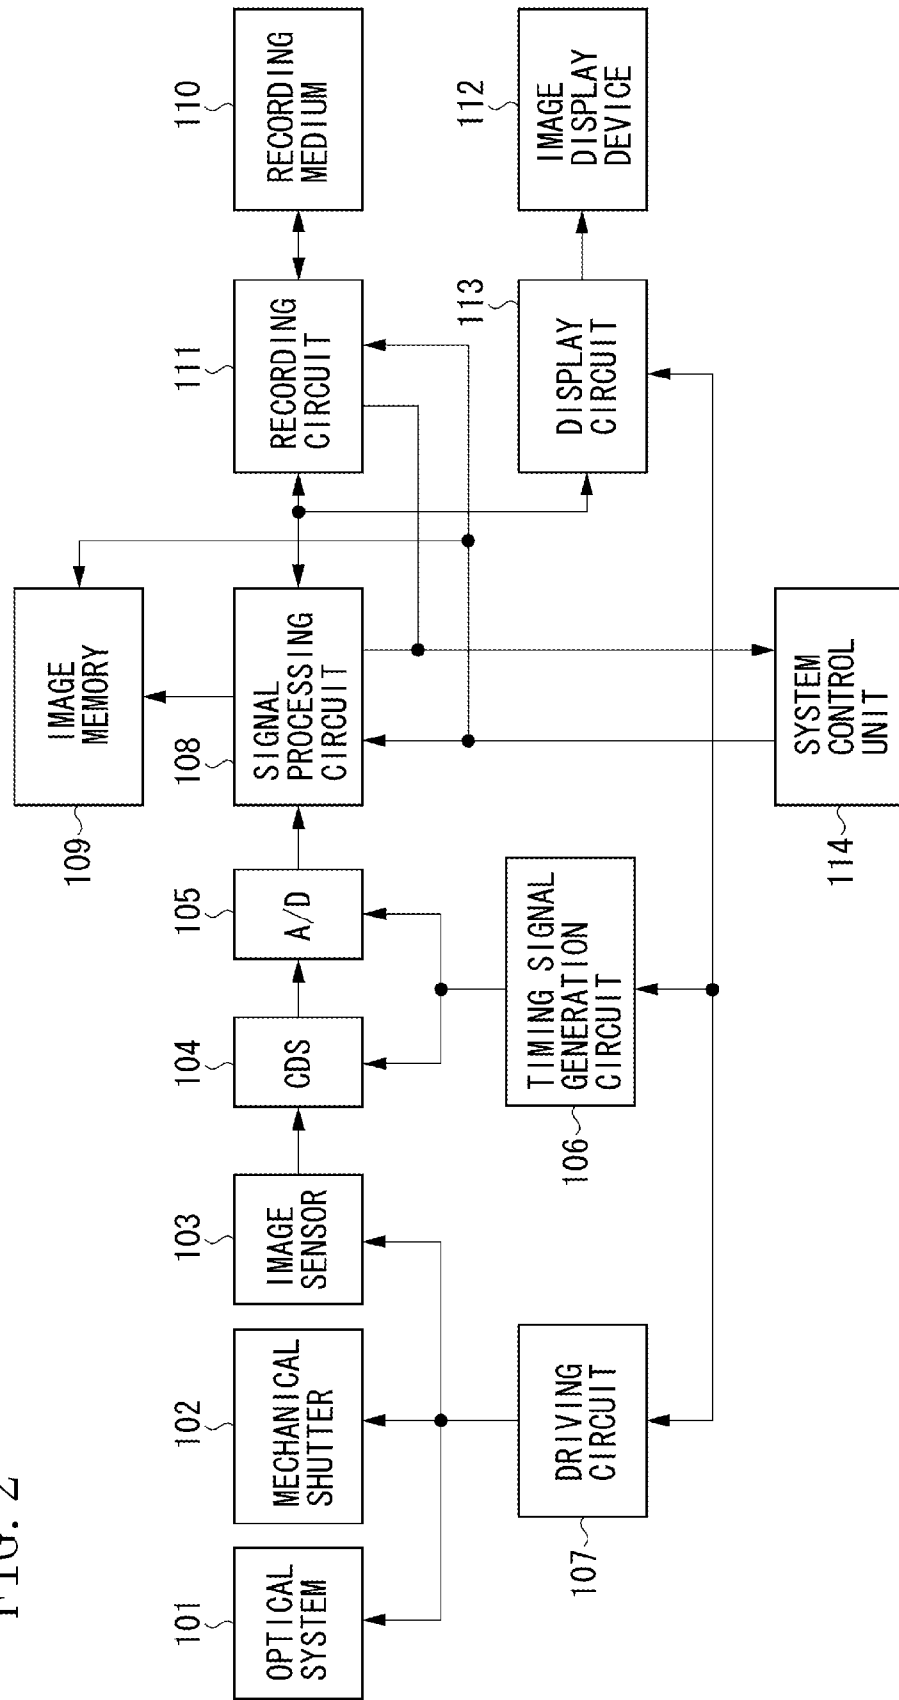 FIG. 2
IMAGE
MEMORY
109
101
102
103
104
105
108
111
110
OPTICAL
SYSTEM
MECHANICAL
SHUTTER
IMAGE
SENSOR
CDS
A/D
SIGNAL
PROCESSING
CIRCUIT
RECORDING
CIRCUIT
RECORDING
MEDIUM
113
112
DRIVING
CIRCUIT
107
TIMING SIGNAL
GENERATION
CIRCUIT
106
DISPLAY
CIRCUIT
IMAGE
DISPLAY
DEVICE
SYSTEM
CONTROL
UNIT
114